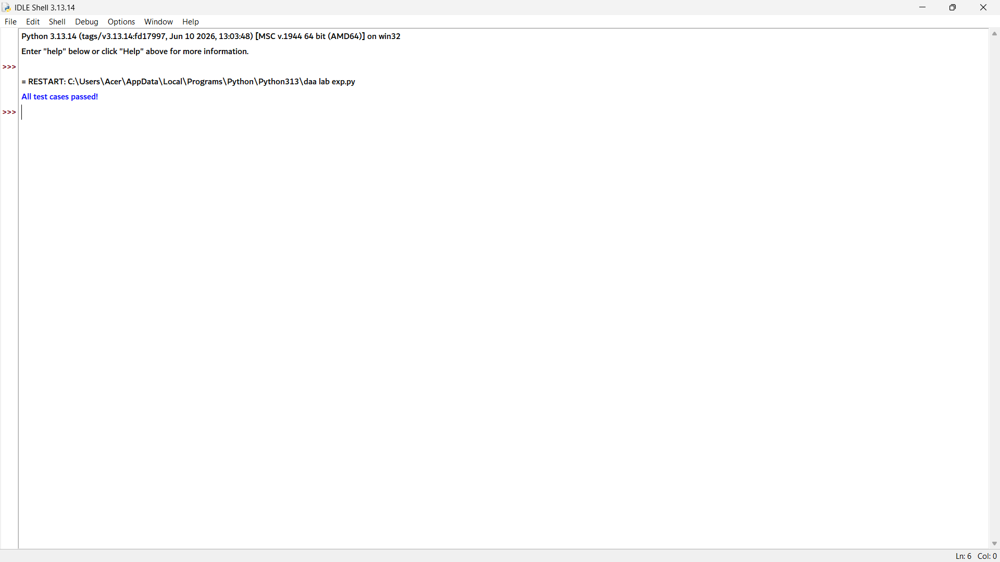 IDLE Shell 3.13.14
File Edit Shell Debug Options Window Help
Python 3.13.14 (tags/v3.13.14:fd17997, Jun 10 2026, 13:03:48) [MSC v.1944 64 bit (AMD64)] on win32
Enter "help" below or click "Help" above for more information.
>>>
= RESTART: C:\Users\Acer\AppData\Local\Programs\Python\Python313\daa lab exp.py
All test cases passed!
>>>
Ln: 6 Col: 0